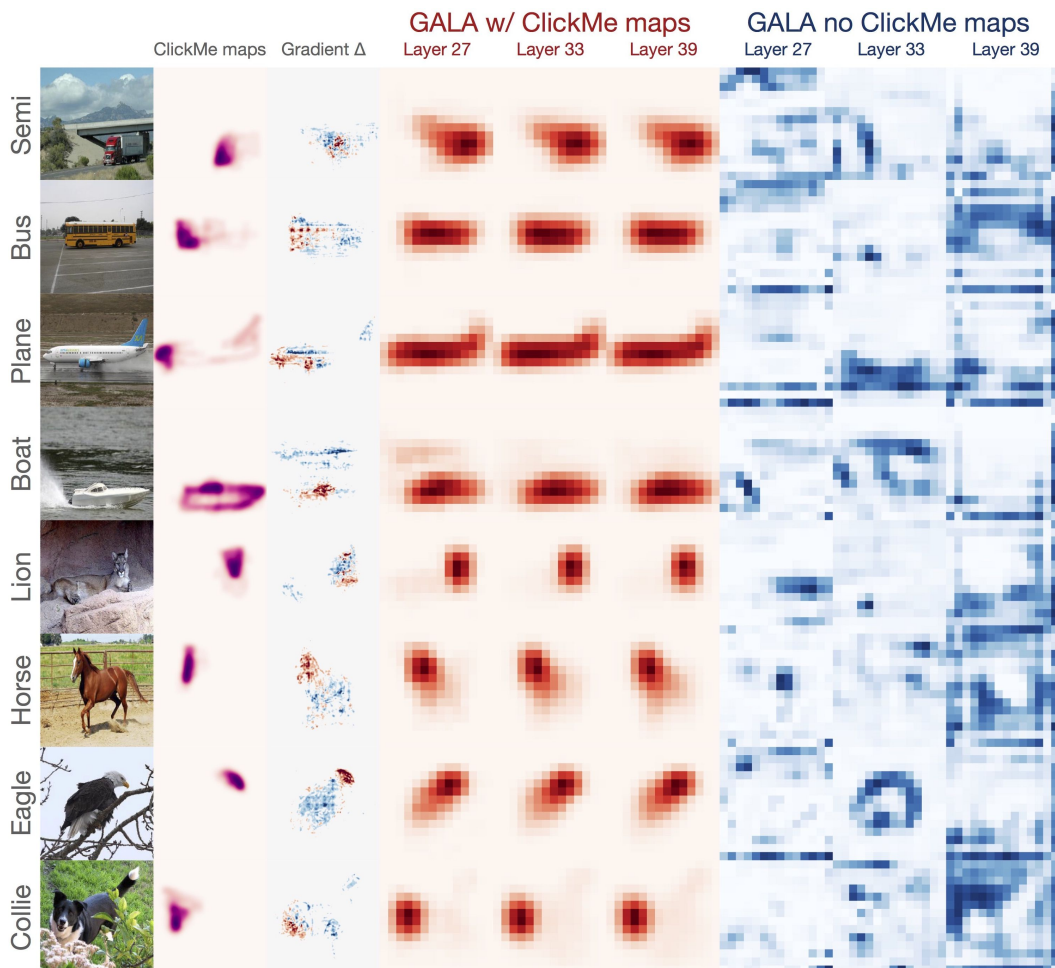 GALA w/ ClickMe maps
GALA no ClickMe maps
ClickMe maps
Gradient Δ
Layer 27
Layer 33
Layer 39
Layer 27
Layer 33
Layer 39
Semi
Bus
Plane
Boat
Lion
Horse
Eagle
Collie